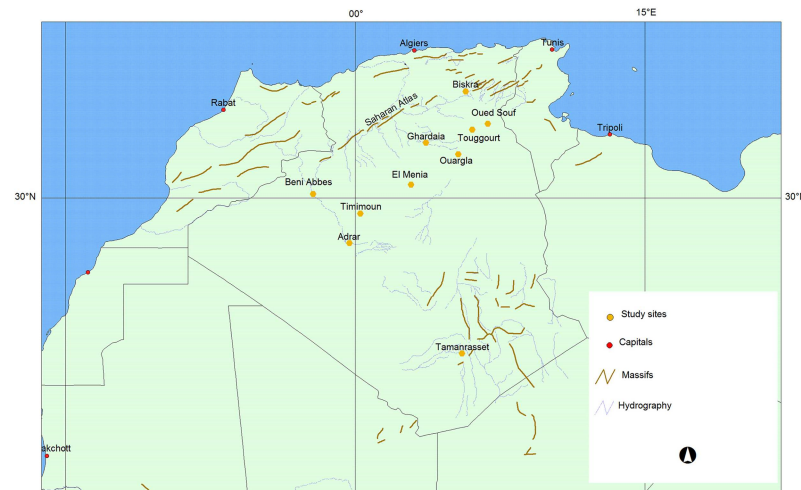 00°
15°E
Algiers
Tunis
Biskra
Rabat
Saharan Atlas
Oued Souf
Tripoli
Ghardaia
Touggourt
Ouargla
El Menia
Beni Abbes
30°N
30°
Timimoun
Adrar
Study sites
Capitals
Tamanrasset
Massifs
Hydrography
akchott